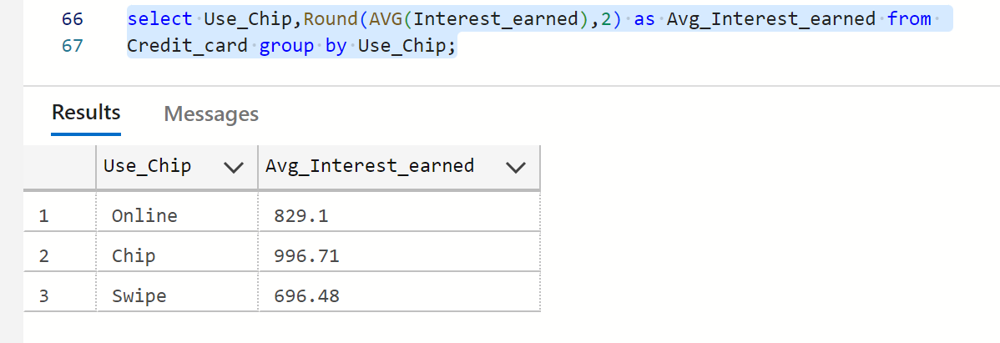 66 select Use_Chip,Round(AVG(Interest_earned),2) as Avg_Interest_earned from
67 Credit_card group by Use_Chip;
Results Messages
Use_Chip Avg_Interest_earned
1 Online 829.1
2 Chip 996.71
3 Swipe 696.48